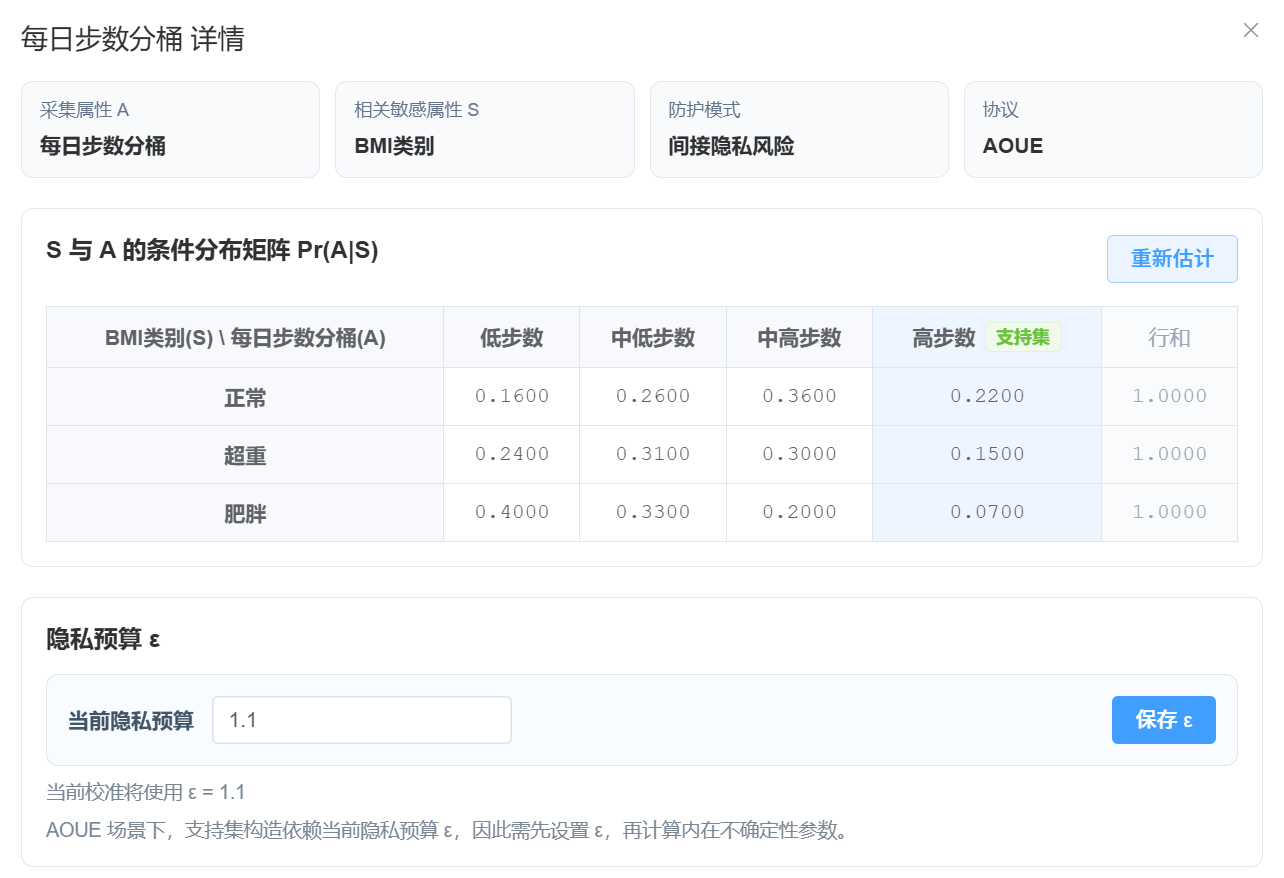 每日步数分桶 详情
采集属性 A
每日步数分桶
相关敏感属性 S
BMI类别
防护模式
间接隐私风险
协议
AOUE
S 与 A 的条件分布矩阵 Pr(A|S)
重新估计
BMI类别(S) \ 每日步数分桶(A) 低步数 中低步数 中高步数 高步数 支持集 行和
正常 0.1600 0.2600 0.3600 0.2200 1.0000
超重 0.2400 0.3100 0.3000 0.1500 1.0000
肥胖 0.4000 0.3300 0.2000 0.0700 1.0000
隐私预算 ε
当前隐私预算 1.1 保存 ε
当前校准将使用 ε = 1.1
AOUE 场景下，支持集构造依赖当前隐私预算 ε，因此需先设置 ε，再计算内在不确定性参数。